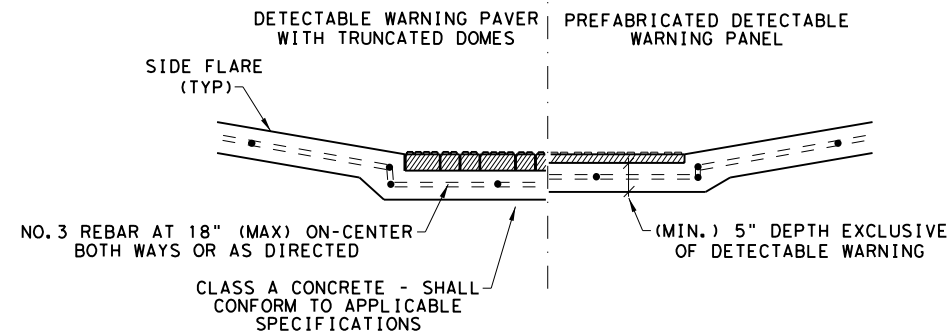 DETECTABLE WARNING PAVER
WITH TRUNCATED DOMES
PREFABRICATED DETECTABLE
WARNING PANEL
SIDE FLARE
(TYP)
NO.3 REBAR AT 18" (MAX) ON-CENTER
BOTH WAYS OR AS DIRECTED
(MIN.) 5" DEPTH EXCLUSIVE
OF DETECTABLE WARNING
CLASS A CONCRETE - SHALL
CONFORM TO APPLICABLE
SPECIFICATIONS